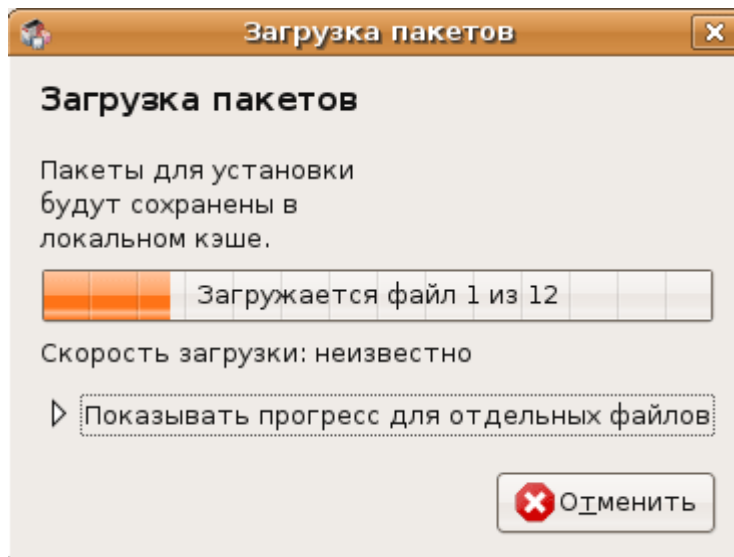 Загрузка пакетов
Загрузка пакетов
Пакеты для установки
будут сохранены в
локальном кэше.
Загружается файл 1 из 12
Скорость загрузки: неизвестно
Показывать прогресс для отдельных файлов
Отменить